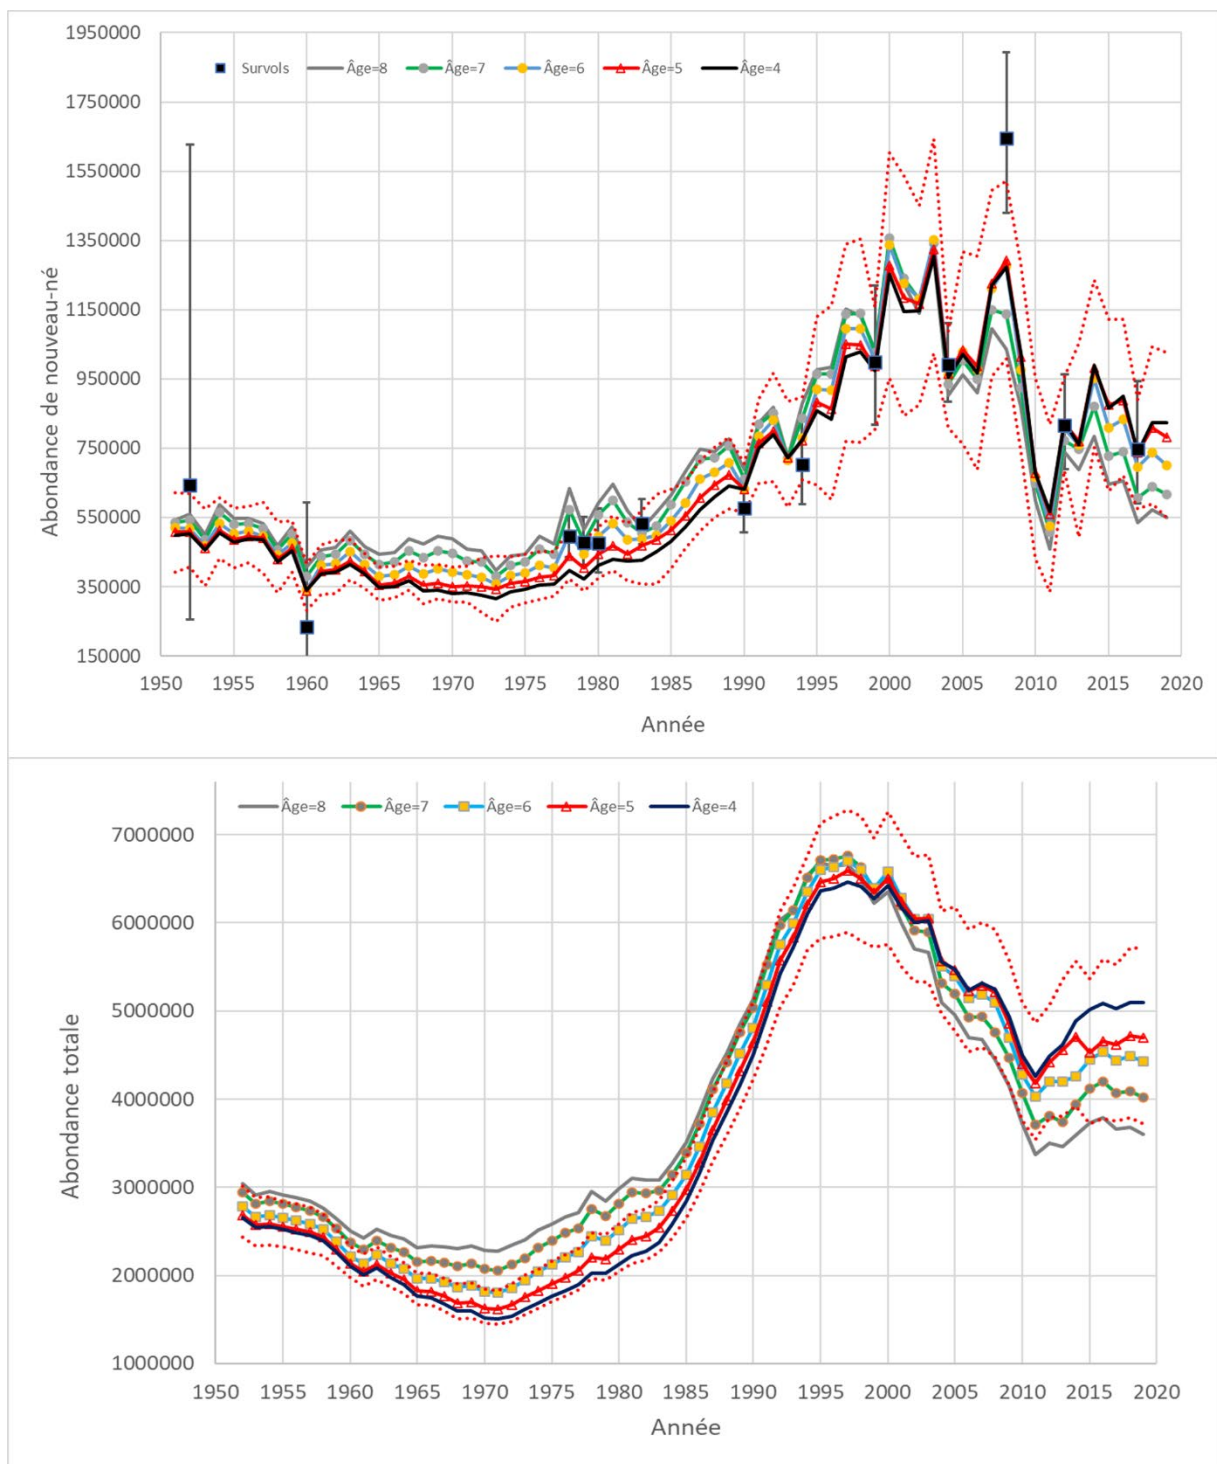 1950000
Survols Âge=8 Âge=7 Âge=6 Âge=5 Âge=4
1750000
1550000
1350000
1150000
950000
750000
550000
350000
150000
Abondance de nouveau-né
1950 1955 1960 1965 1970 1975 1980 1985 1990 1995 2000 2005 2010 2015 2020
Année
Âge=8 Âge=7 Âge=6 Âge=5 Âge=4
7000000
6000000
5000000
4000000
3000000
2000000
1000000
Abondance totale
1950 1955 1960 1965 1970 1975 1980 1985 1990 1995 2000 2005 2010 2015 2020
Année